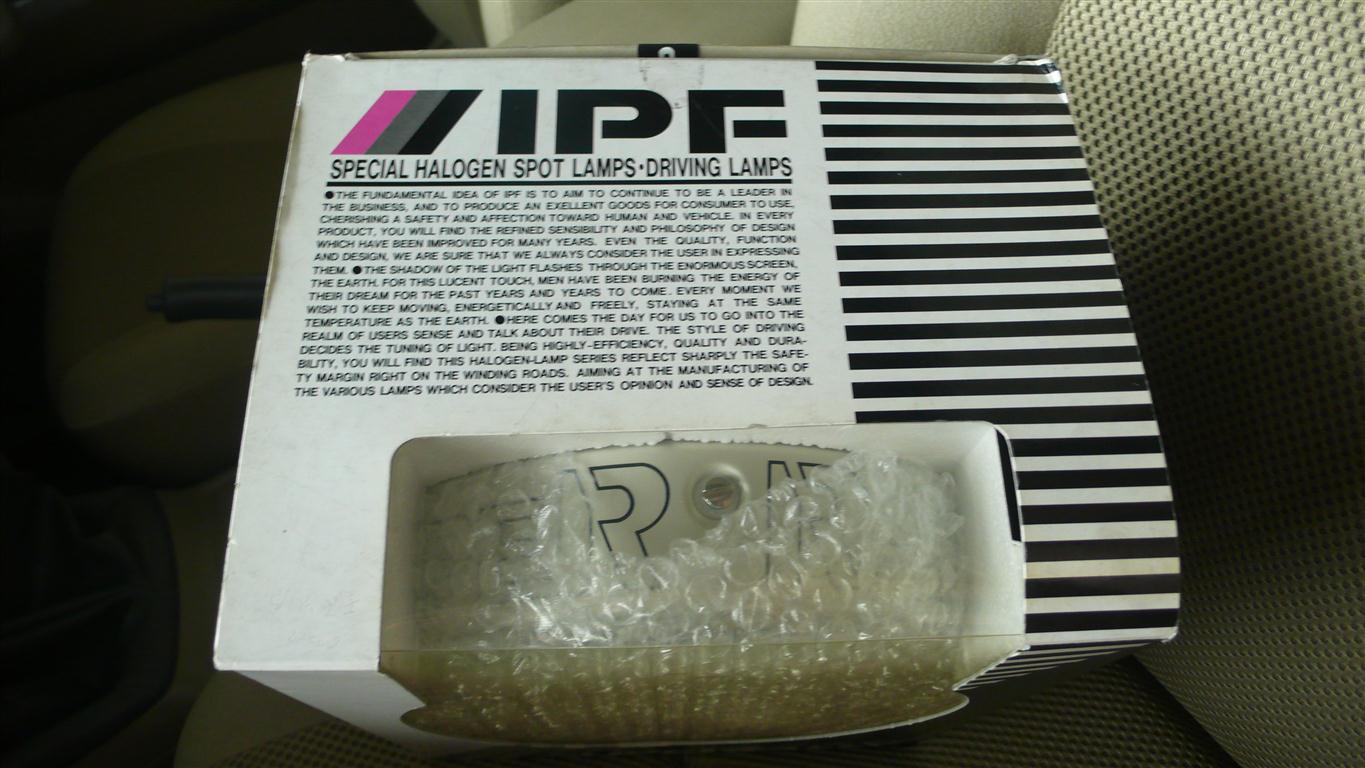 IPF
SPECIAL HALOGEN SPOT LAMPS·DRIVING LAMPS
●THE FUNDAMENTAL IDEA OF IPF IS TO AIM TO CONTINUE TO BE A LEADER IN
THE BUSINESS, AND TO PRODUCE AN EXELLENT GOODS FOR CONSUMER TO USE,
CHERISHING A SAFETY AND AFFECTION TOWARD HUMAN AND VEHICLE. IN EVERY
PRODUCT, YOU WILL FIND THE REFINED SENSIBILITY AND PHILOSOPHY OF DESIGN
WHICH HAVE BEEN IMPROVED FOR MANY YEARS. EVEN THE QUALITY, FUNCTION
AND DESIGN, WE ARE SURE THAT WE ALWAYS CONSIDER THE USER IN EXPRESSING
THEM. ●THE SHADOW OF THE LIGHT FLASHES THROUGH THE ENORMOUS SCREEN,
THE EARTH. FOR THIS LUCENT TOUCH, MEN HAVE BEEN BURNING THE ENERGY OF
THEIR DREAM FOR THE PAST YEARS AND YEARS TO COME. EVERY MOMENT WE
WISH TO KEEP MOVING, ENERGETICALLY AND FREELY, STAYING AT THE SAME
TEMPERATURE AS THE EARTH. ●HERE COMES THE DAY FOR US TO GO INTO THE
REALM OF USERS SENSE AND TALK ABOUT THEIR DRIVE. THE STYLE OF DRIVING
DECIDES THE TUNING OF LIGHT. BEING HIGHLY-EFFICIENCY, QUALITY AND DURA-
BILITY, YOU WILL FIND THIS HALOGEN-LAMP SERIES REFLECT SHARPLY THE SAFE-
TY MARGIN RIGHT ON THE WINDING ROADS. AIMING AT THE MANUFACTURING OF
THE VARIOUS LAMPS WHICH CONSIDER THE USER'S OPINION AND SENSE OF DESIGN.
R